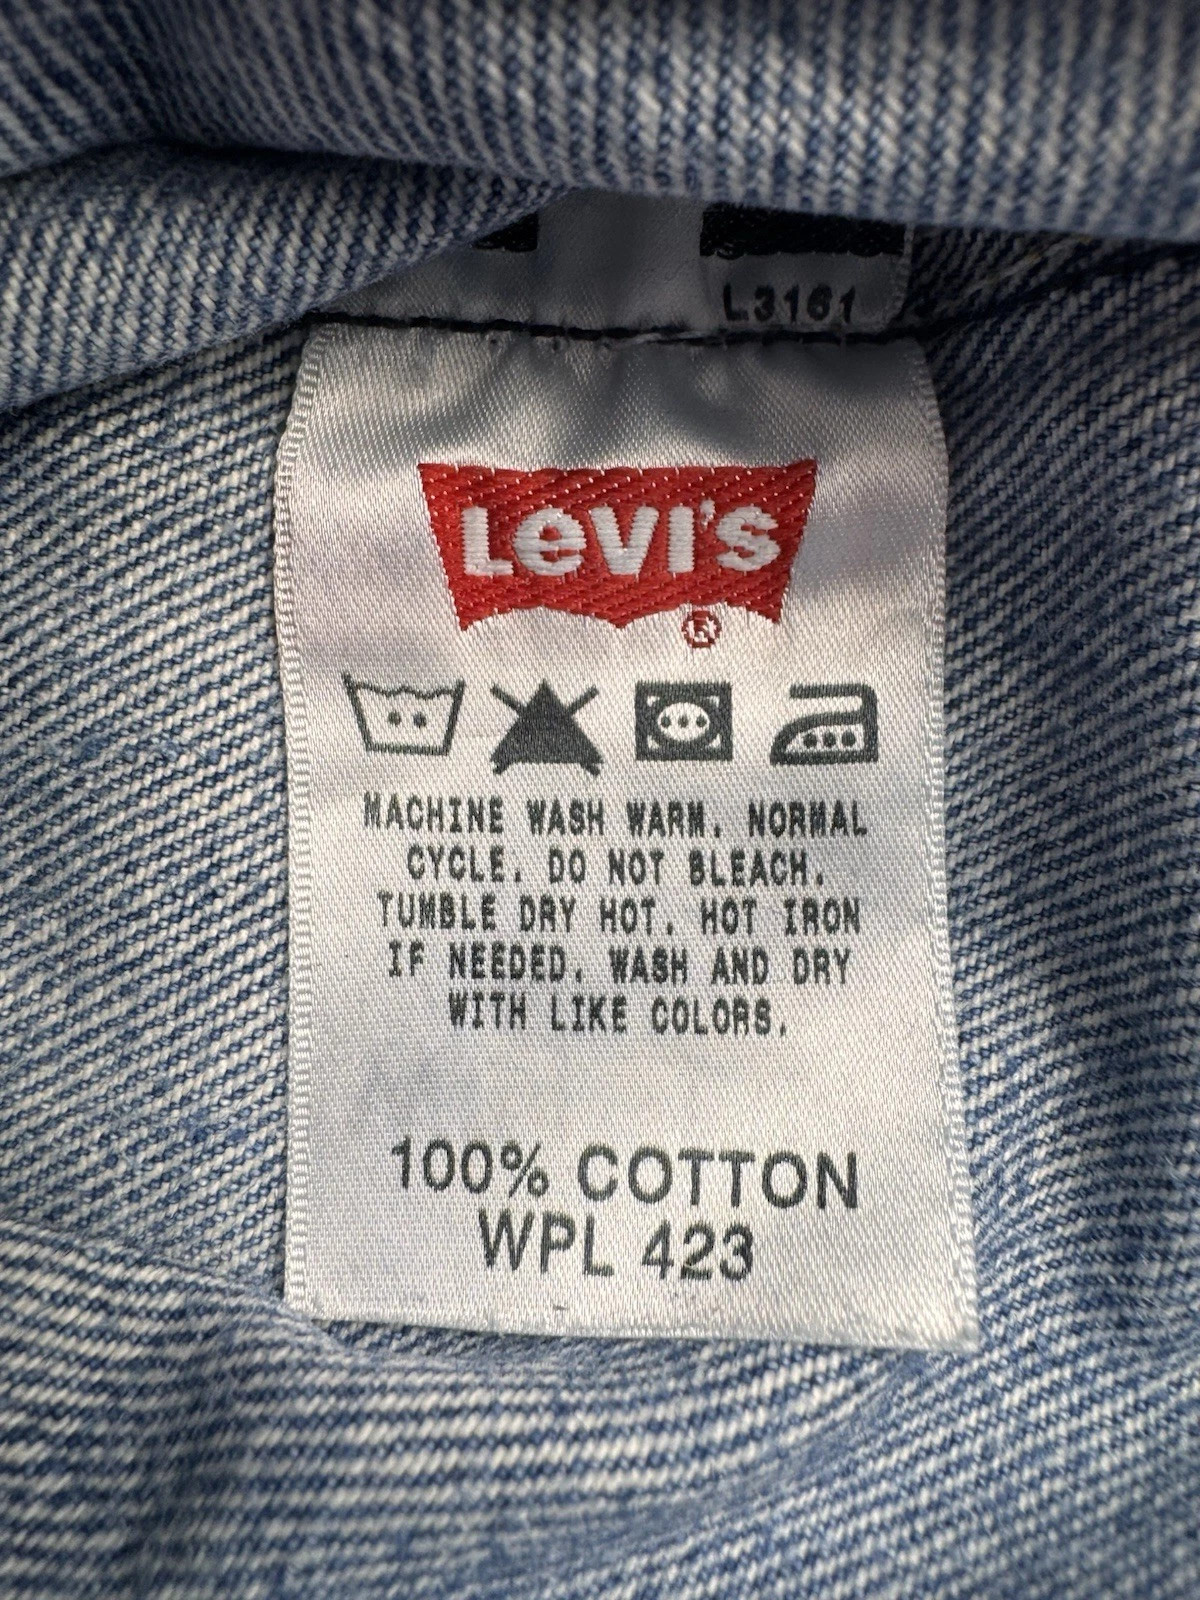 L3161
Levi's
®
MACHINE WASH WARM. NORMAL
CYCLE. DO NOT BLEACH.
TUMBLE DRY HOT. HOT IRON
IF NEEDED. WASH AND DRY
WITH LIKE COLORS.
100% COTTON
WPL 423